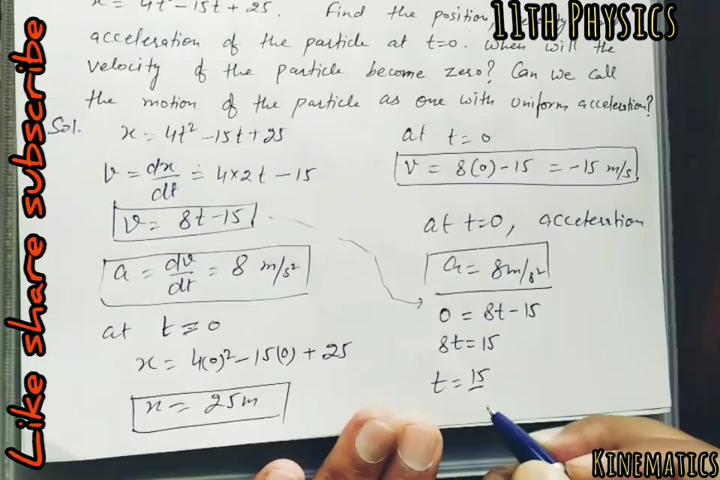 x = 4t² - 15t + 25. Find the position,
11th Physics
acceleration of the particle at t=0. When will the
velocity of the particle become zero? Can we call
the motion of the particle as one with uniform acceleration?
Sol.
x = 4t² - 15t + 25
v = dx/dt = 4×2t - 15
v = 8t - 15
a = dv/dt = 8 m/s²
at t = 0
x = 4(0)² - 15(0) + 25
x = 25m
at t = 0
v = 8(0) - 15 = -15 m/s
at t=0, acceleration
a = 8m/s²
0 = 8t - 15
8t = 15
t = 15
Like share subscribe
Kinematics